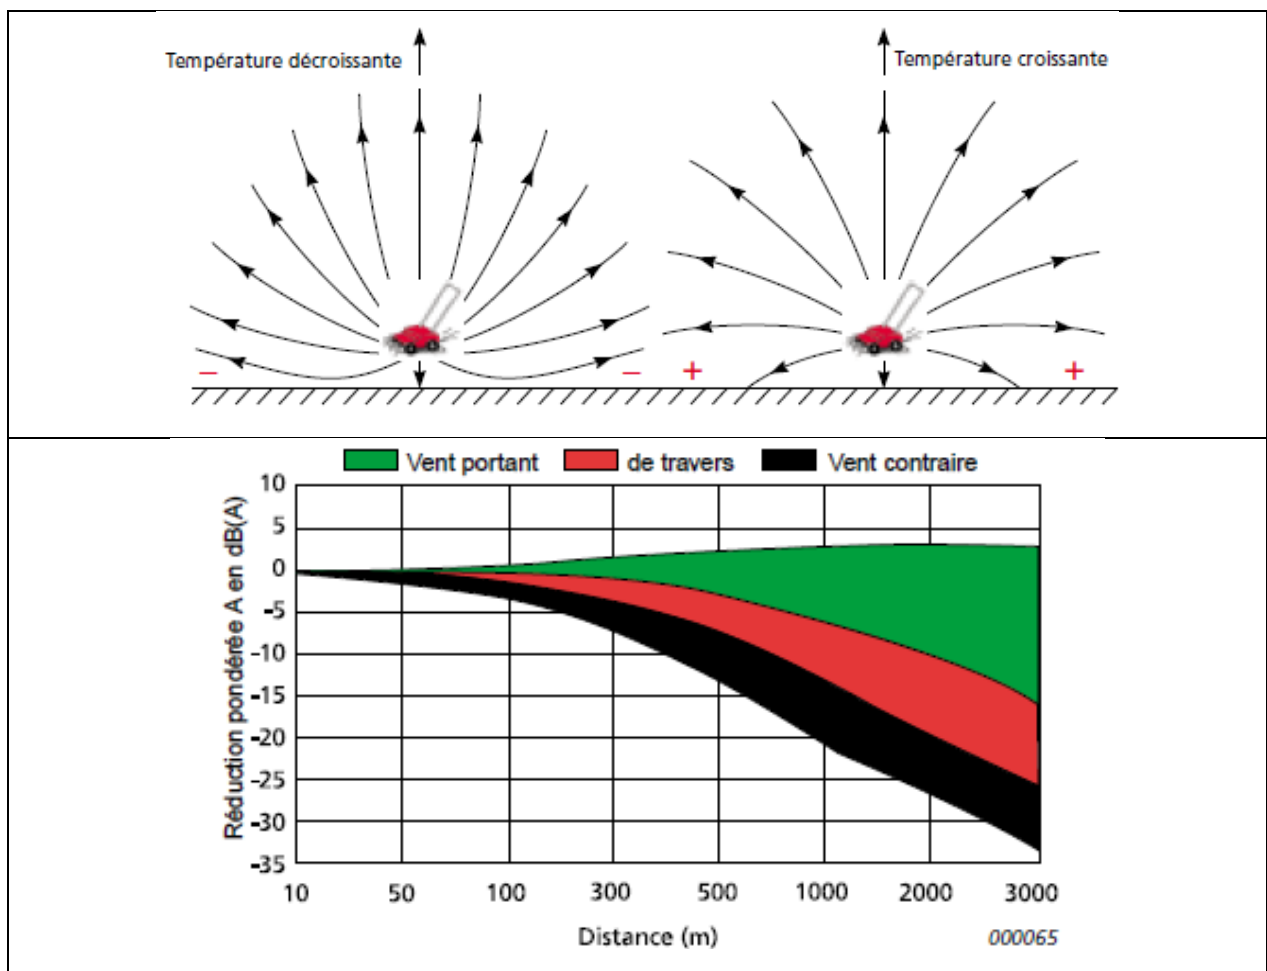 Température décroissante
Température croissante
– – + +
Vent portant de travers Vent contraire
Réduction pondérée A en dB(A)
10
5
0
-5
-10
-15
-20
-25
-30
-35
10 50 100 300 500 1000 2000 3000
Distance (m)
000065